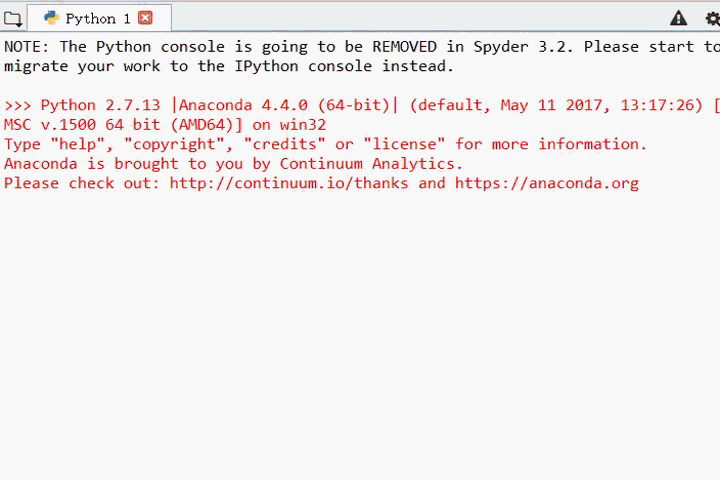 Python 1
NOTE: The Python console is going to be REMOVED in Spyder 3.2. Please start to
migrate your work to the IPython console instead.
>>> Python 2.7.13 |Anaconda 4.4.0 (64-bit)| (default, May 11 2017, 13:17:26) [
MSC v.1500 64 bit (AMD64)] on win32
Type "help", "copyright", "credits" or "license" for more information.
Anaconda is brought to you by Continuum Analytics.
Please check out: http://continuum.io/thanks and https://anaconda.org